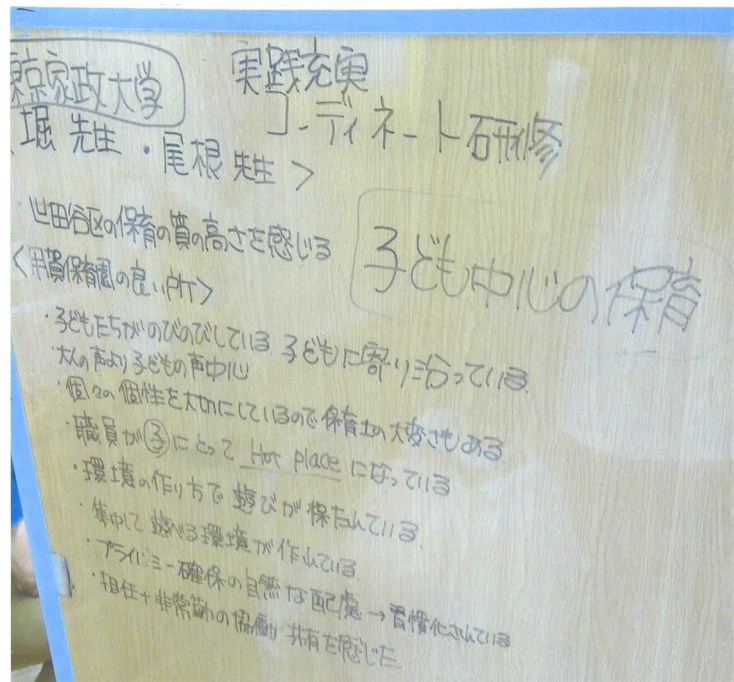 東京家政大学
実践充実
コーディネート研修
堀先生・尾根先生>
世田谷区の保育の質の高さを感じる
子ども中心の保育
<用賀保育園の良い所>
・子どもたちがのびのびしている 子どもに寄り沿っている
・大人の声より子どもの声中心
・個々の個性を大切にしているので保育士の大変さもある
・職員が子にとって Hot place になっている
・環境の作り方で遊びが保たれている
・集中して遊べる環境が作れている
・プライバシー確保の自然な配慮→習慣化されている
・担任+非常勤の協働 共有を感じた